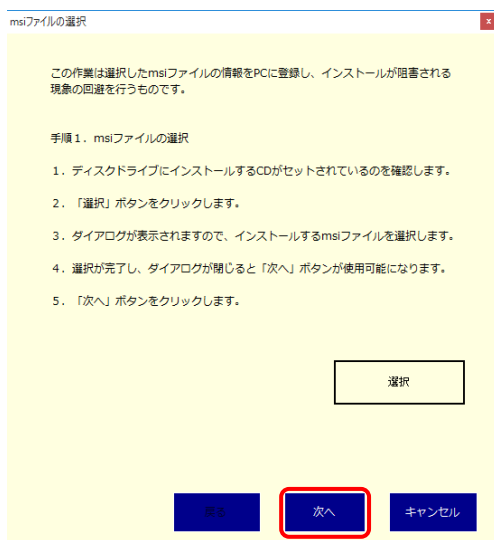 msiファイルの選択
x
この作業は選択したmsiファイルの情報をPCに登録し、インストールが阻害される
現象の回避を行うものです。
手順１．msiファイルの選択
１．ディスクドライブにインストールするCDがセットされているのを確認します。
２．「選択」ボタンをクリックします。
３．ダイアログが表示されますので、インストールするmsiファイルを選択します。
４．選択が完了し、ダイアログが閉じると「次へ」ボタンが使用可能になります。
５．「次へ」ボタンをクリックします。
選択
戻る
次へ
キャンセル